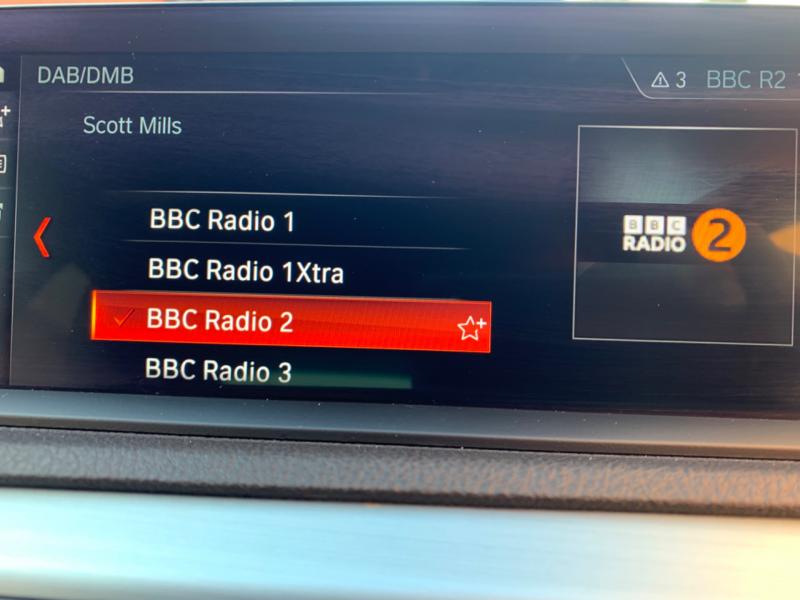 DAB/DMB
3 BBC R2
Scott Mills
BBC Radio 1
BBC Radio 1Xtra
BBC Radio 2
BBC Radio 3
BBC
RADIO 2